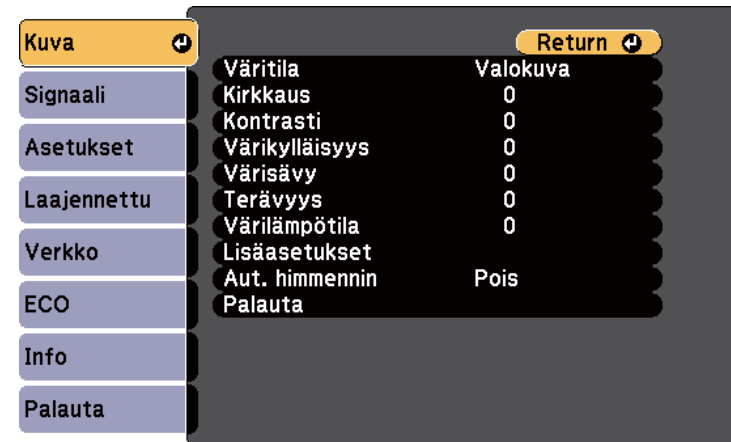 Kuva
Signaali
Asetukset
Laajennettu
Verkko
ECO
Info
Palauta
Return
Väritila Valokuva
Kirkkaus 0
Kontrasti 0
Värikylläisyys 0
Värisävy 0
Terävyys 0
Värilämpötila 0
Lisäasetukset
Aut. himmennin Pois
Palauta